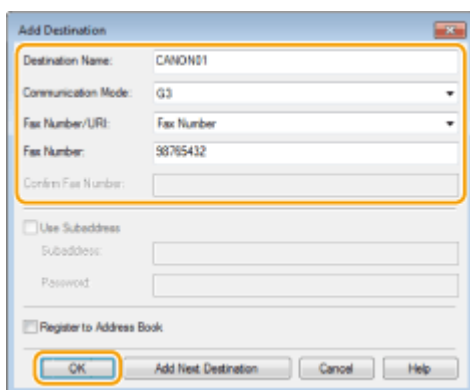 Add Destination
Destination Name: CANON01
Communication Mode: G3
Fax Number/URI: Fax Number
Fax Number: 98765432
Confirm Fax Number:
Use Subaddress
Subaddress:
Password:
Register to Address Book
OK Add Next Destination Cancel Help